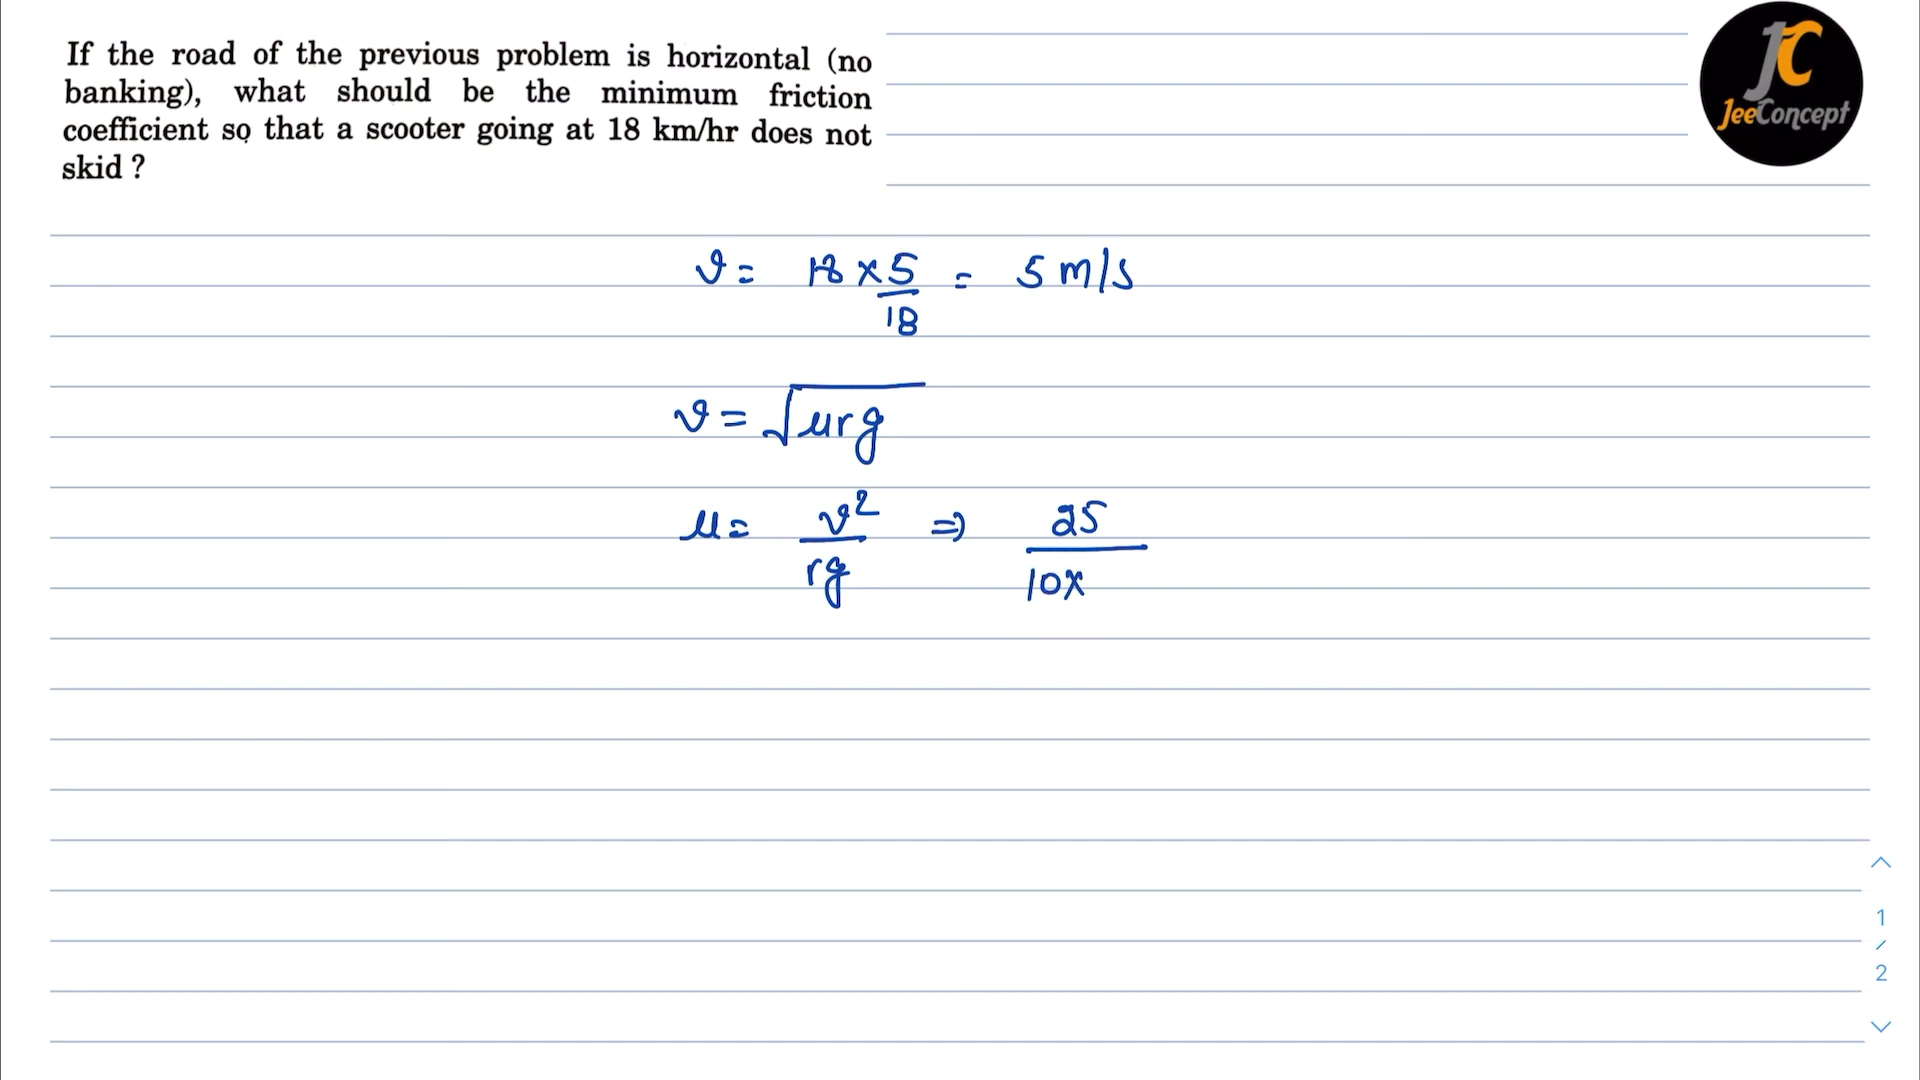 If the road of the previous problem is horizontal (no
banking), what should be the minimum friction
coefficient so that a scooter going at 18 km/hr does not
skid ?
JC
JeeConcept
v = 18 × 5/18 = 5 m/s
v = √μrg
μ = v²/rg ⇒ 25/10×
1
/
2